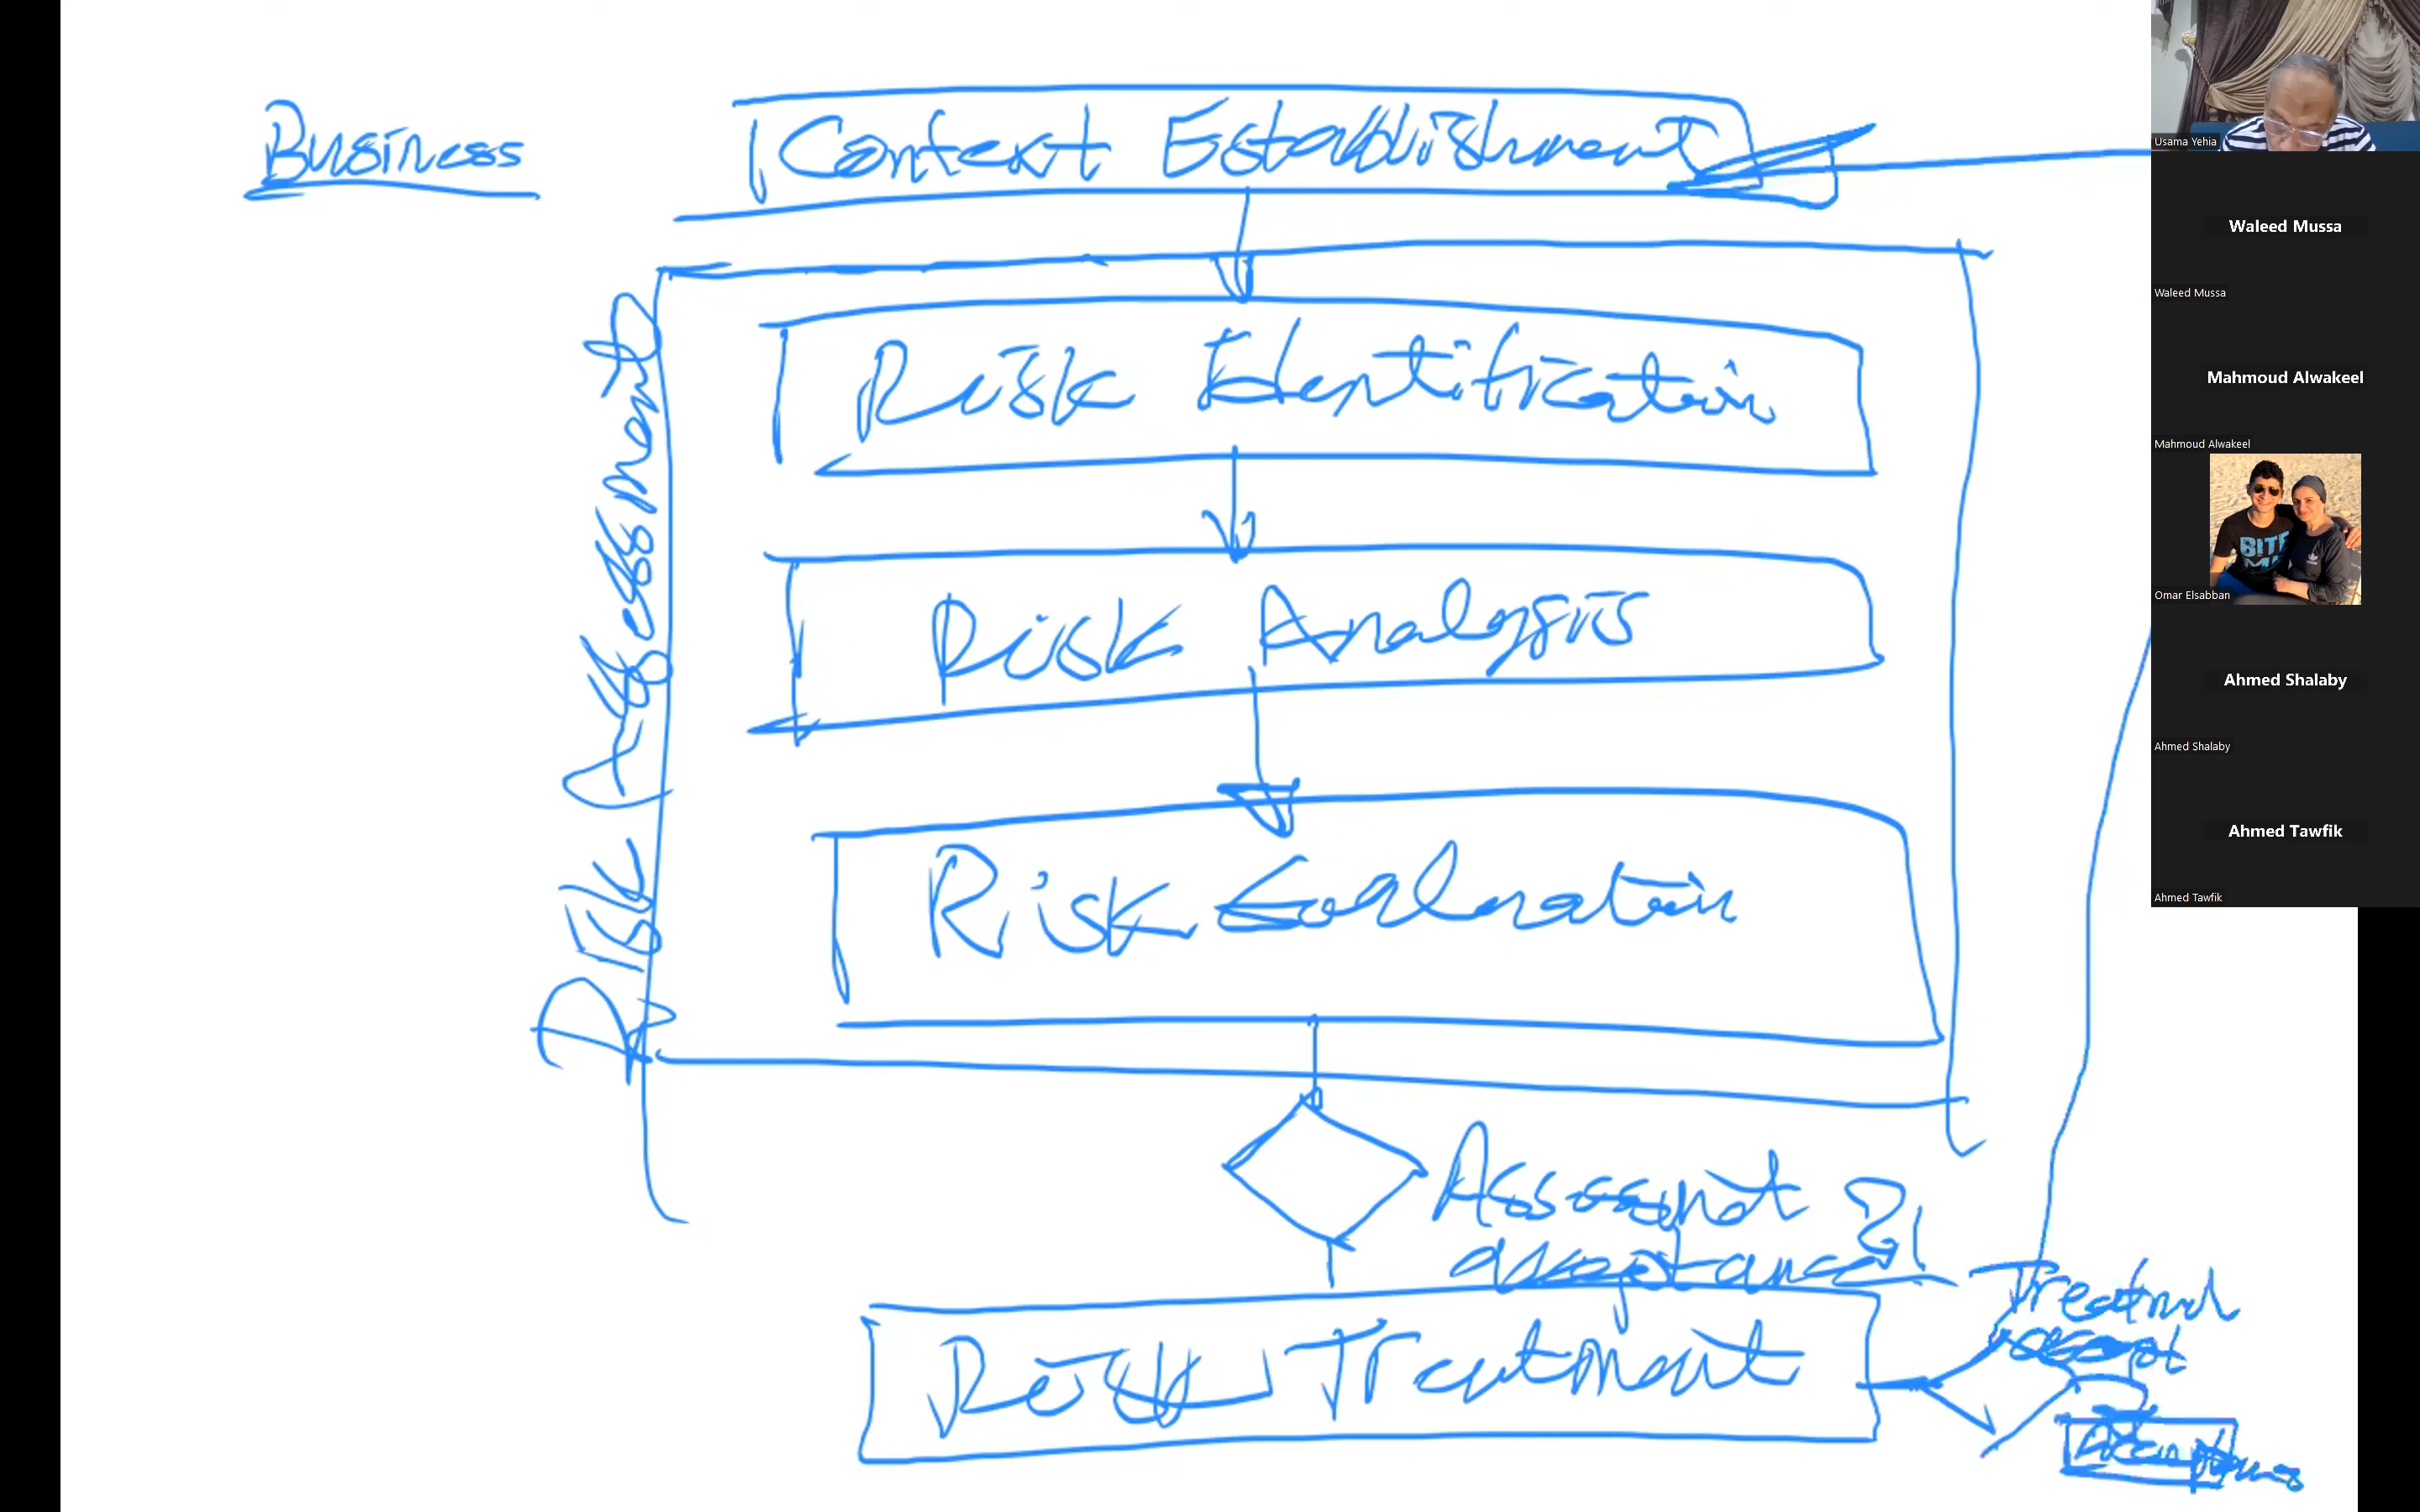 Business
Context Establishment
Risk Identification
Risk Analysis
Risk Evaluation
Risk Assessment
Assessment
acceptance
Risk Treatment
Treatment
Usama Yehia
Waleed Mussa
Waleed Mussa
Mahmoud Alwakeel
Mahmoud Alwakeel
BITE
Omar Elsabban
Ahmed Shalaby
Ahmed Shalaby
Ahmed Tawfik
Ahmed Tawfik